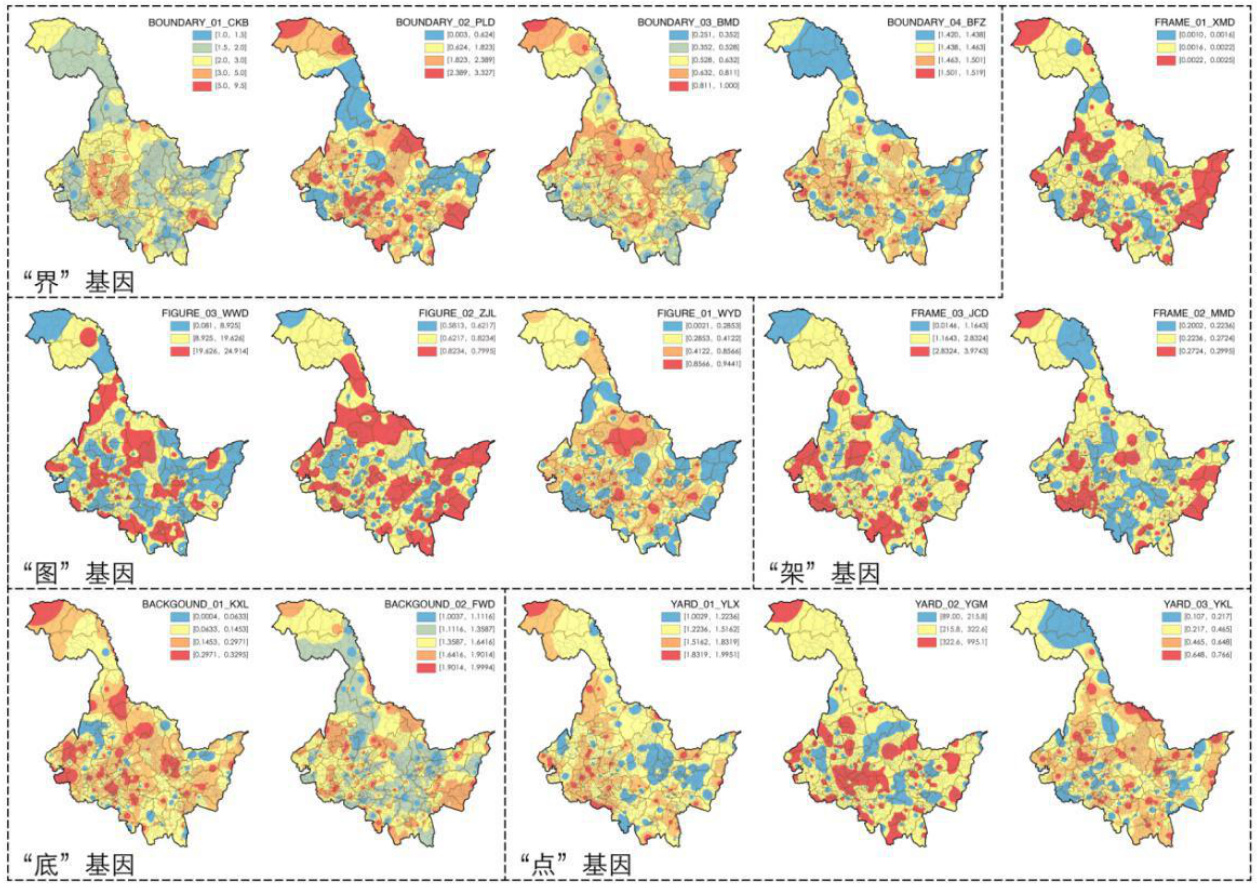 BOUNDARY_01_CKB
[1.0, 1.5]
[1.5, 2.0]
[2.0, 3.0]
[3.0, 5.0]
[5.0, 9.5]
BOUNDARY_02_PLD
[0.003, 0.624]
[0.624, 1.823]
[1.823, 2.389]
[2.389, 3.327]
BOUNDARY_03_BMD
[0.251, 0.352]
[0.352, 0.528]
[0.528, 0.632]
[0.632, 0.811]
[0.811, 1.000]
BOUNDARY_04_BFZ
[1.420, 1.438]
[1.438, 1.463]
[1.463, 1.501]
[1.501, 1.519]
“界”基因
FRAME_01_XMD
[0.0010, 0.0016]
[0.0016, 0.0022]
[0.0022, 0.0025]
FIGURE_03_WWD
[0.081, 8.925]
[8.925, 19.626]
[19.626, 24.914]
FIGURE_02_ZJL
[0.5813, 0.6217]
[0.6217, 0.8234]
[0.8234, 0.7995]
FIGURE_01_WYD
[0.0021, 0.2853]
[0.2853, 0.4122]
[0.4122, 0.8566]
[0.8566, 0.9441]
“图”基因
FRAME_03_JCD
[0.0146, 1.1643]
[1.1643, 2.8324]
[2.8324, 3.9743]
FRAME_02_MMD
[0.2002, 0.2236]
[0.2236, 0.2724]
[0.2724, 0.2995]
“架”基因
BACKGOUND_01_KXL
[0.0004, 0.0633]
[0.0633, 0.1453]
[0.1453, 0.2971]
[0.2971, 0.3295]
BACKGOUND_02_FWD
[1.0037, 1.1116]
[1.1116, 1.3587]
[1.3587, 1.6416]
[1.6416, 1.9014]
[1.9014, 1.9994]
“底”基因
YARD_01_YLX
[1.0029, 1.2236]
[1.2236, 1.5162]
[1.5162, 1.8319]
[1.8319, 1.9951]
YARD_02_YGM
[89.00, 215.8]
[215.8, 322.6]
[322.6, 995.1]
YARD_03_YKL
[0.107, 0.217]
[0.217, 0.465]
[0.465, 0.648]
[0.648, 0.766]
“点”基因